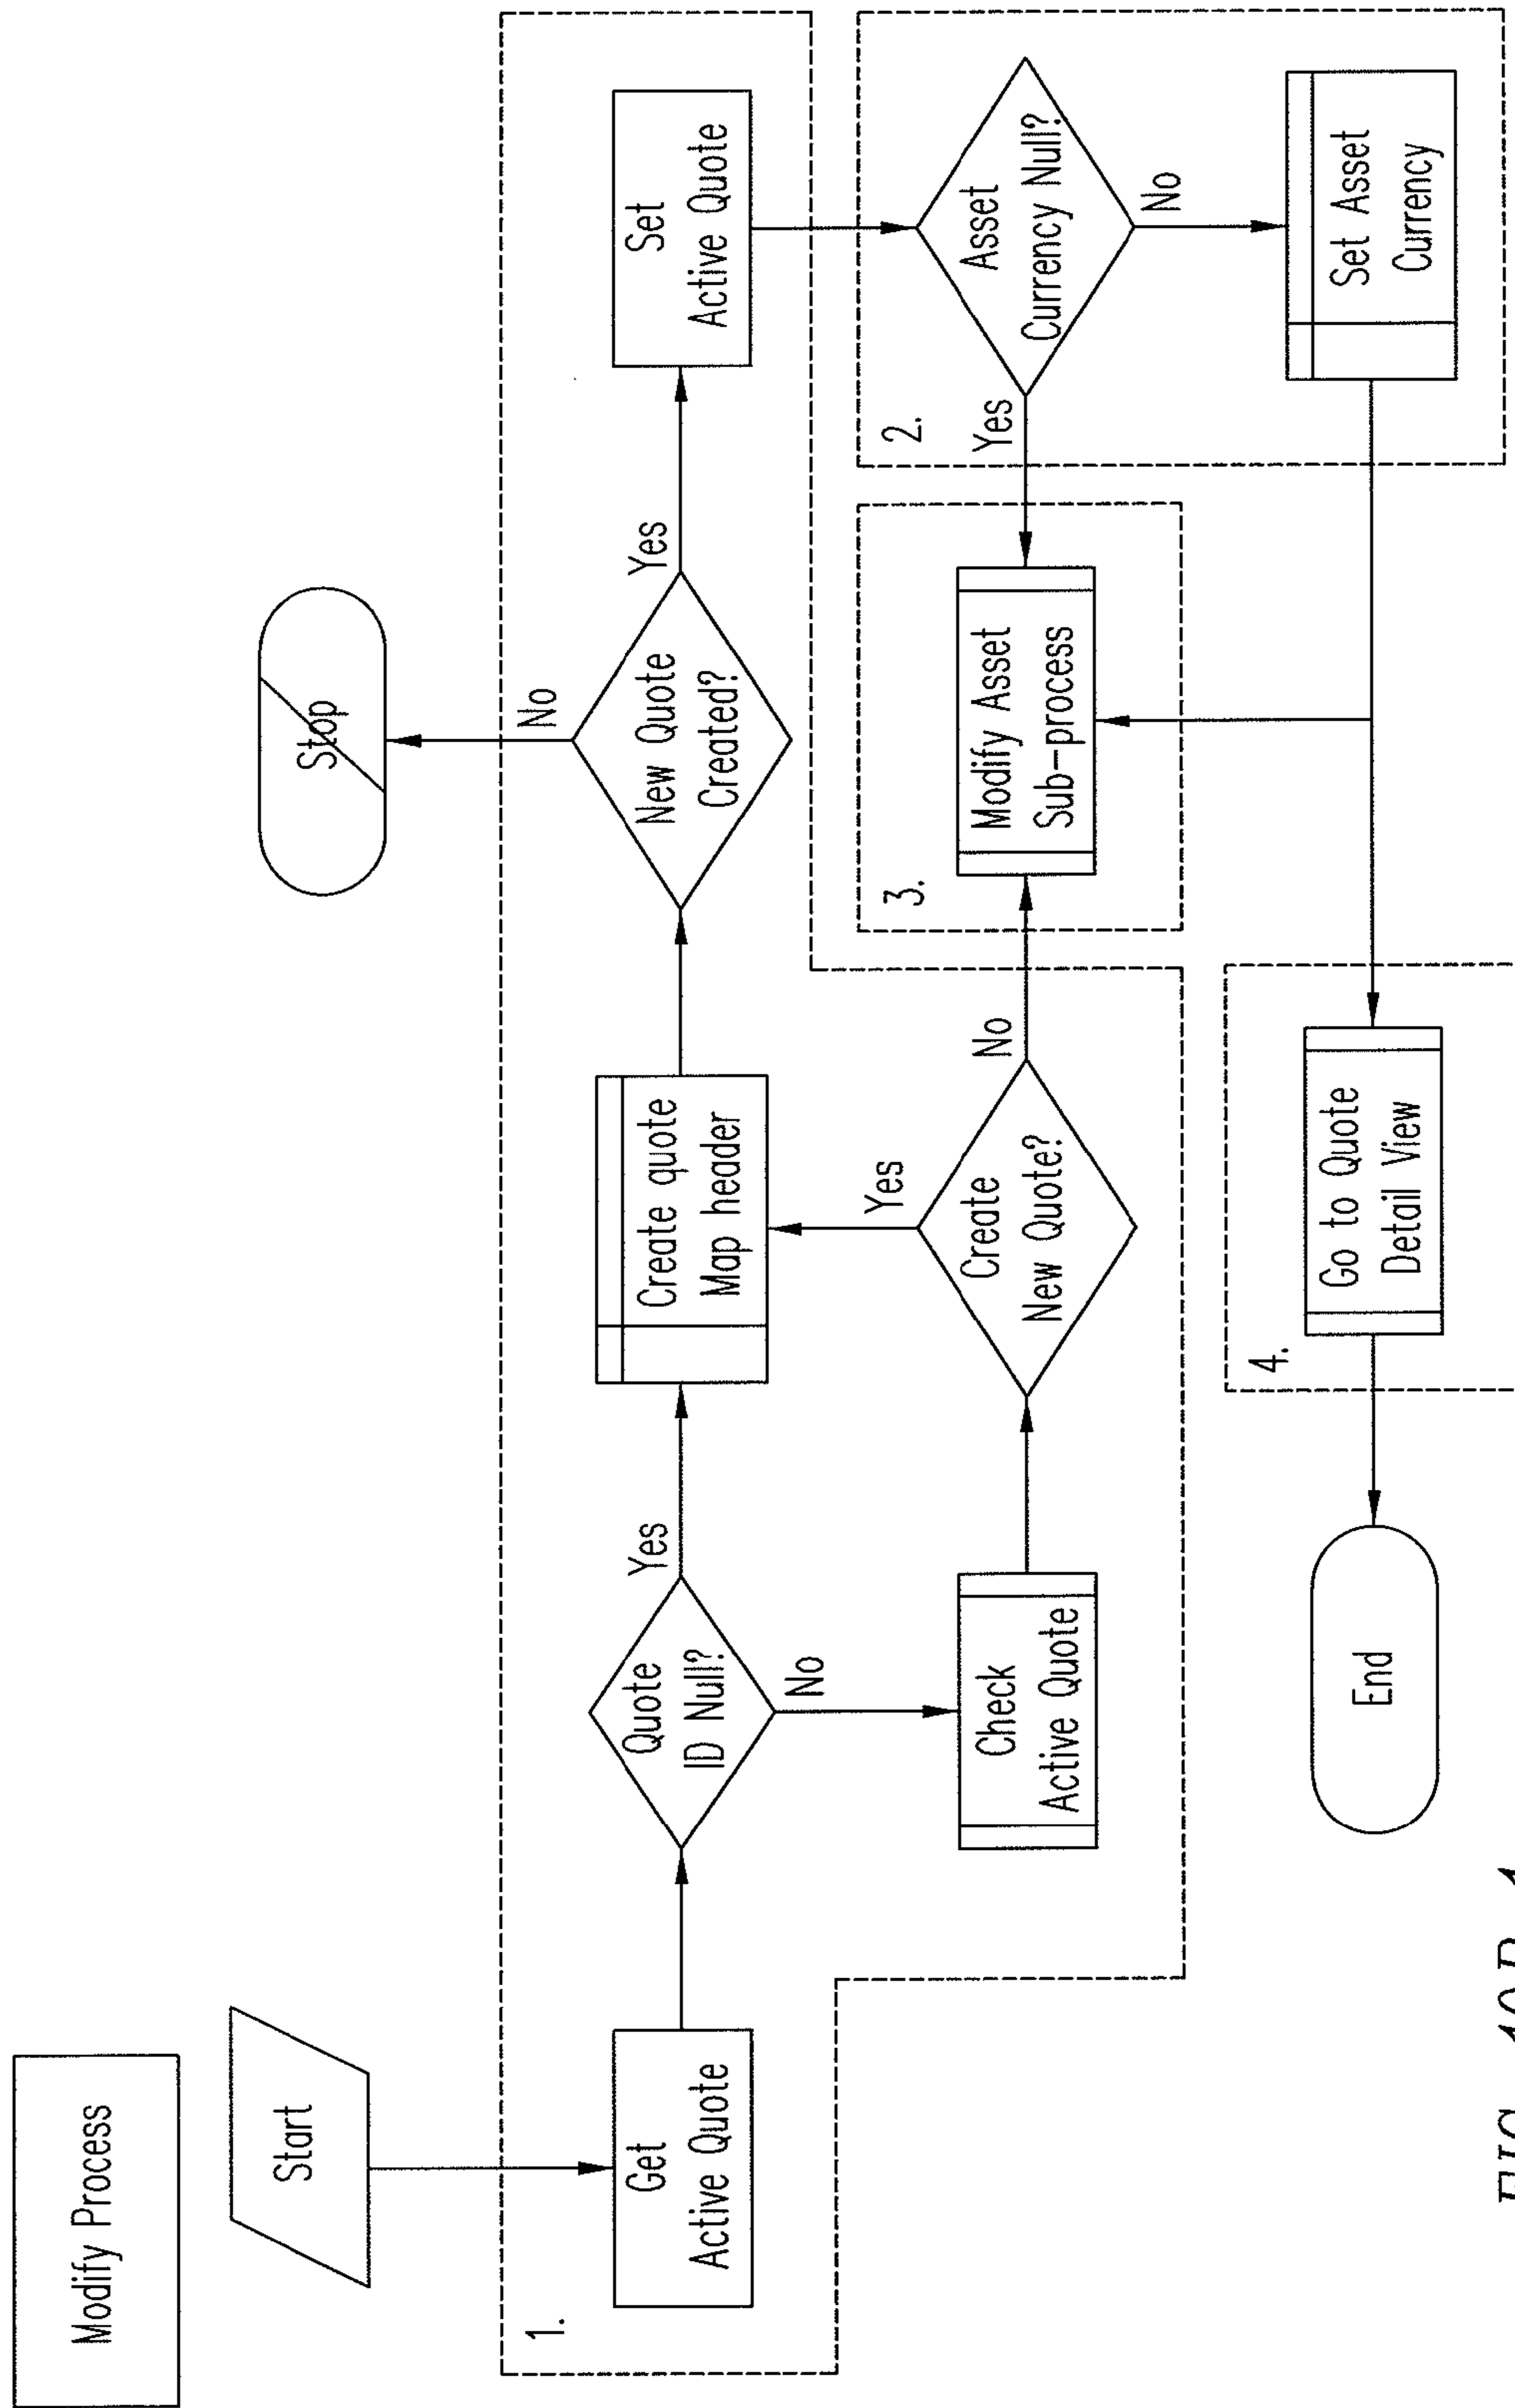 Modify Process
Start
1.
Get
Active Quote
Quote
ID Null?
Yes
No
Check
Active Quote
Create quote
Map header
Create
New Quote?
Yes
No
New Quote
Created?
No
Stop
Yes
Set
Active Quote
2.
Asset
Currency Null?
Yes
No
Set Asset
Currency
3.
Modify Asset
Sub-process
4.
Go to Quote
Detail View
End